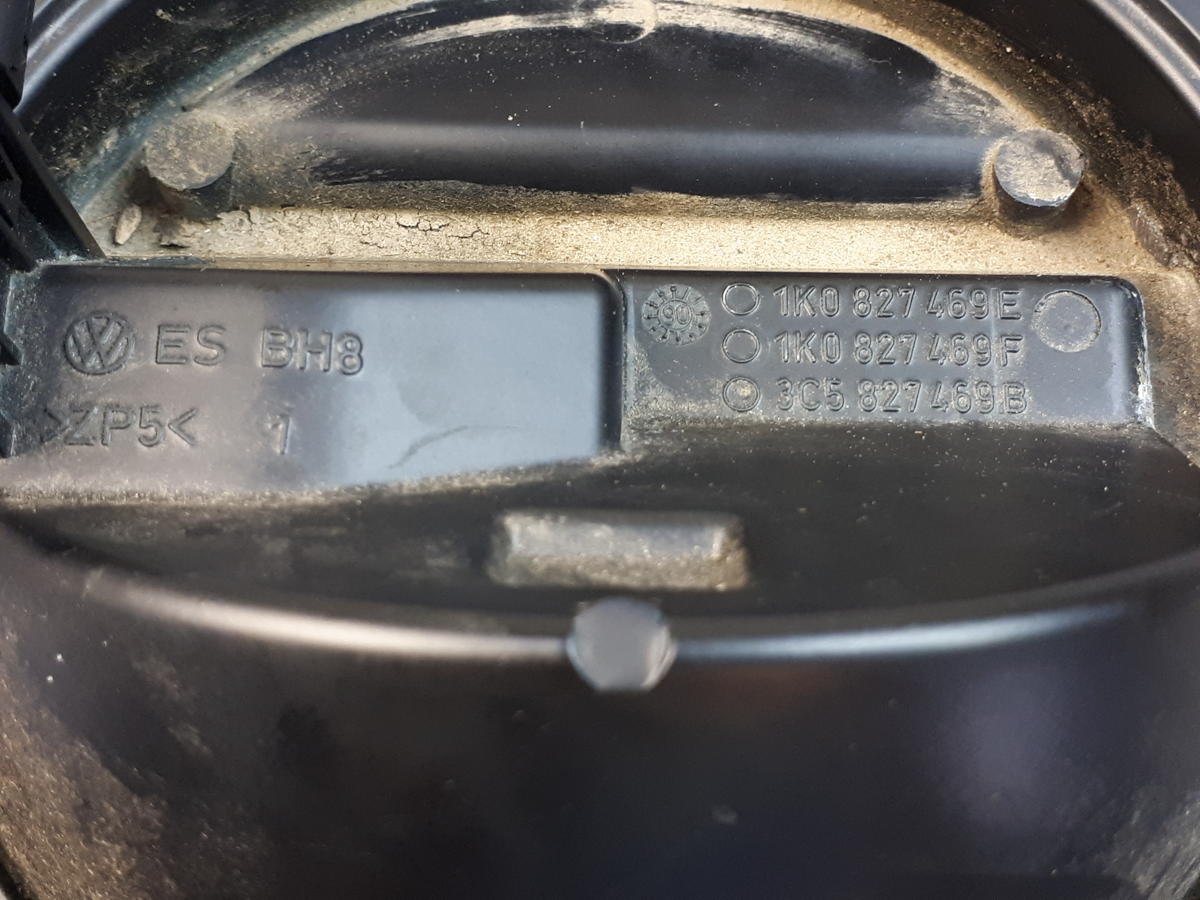 ES BH8
>ZP5< 1
1K0 827 469 E
1K0 827 469 F
3C5 827 469 B